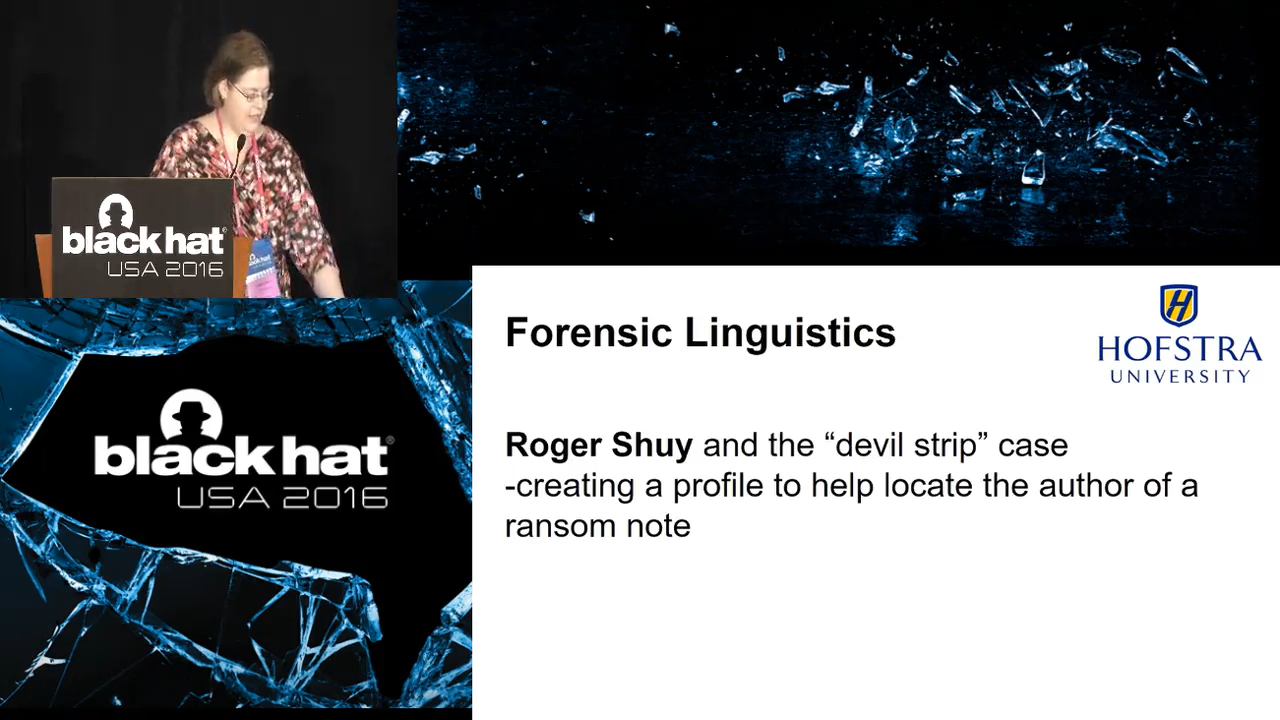 black hat
USA 2016
black hat®
USA 2016
H
HOFSTRA
UNIVERSITY
Forensic Linguistics
Roger Shuy and the “devil strip” case
-creating a profile to help locate the author of a
ransom note